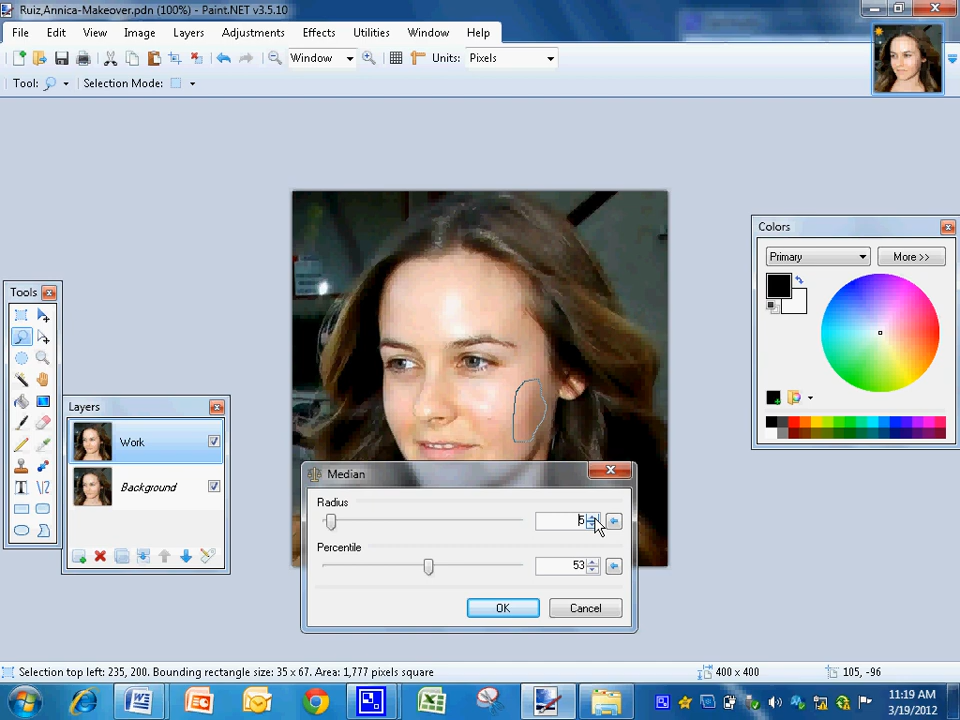 Ruiz,Annica-Makeover.pdn (100%) - Paint.NET v3.5.10
File Edit View Image Layers Adjustments Effects Utilities Window Help
Window Units: Pixels
Tool: Selection Mode:
Colors
Primary More >>
Tools
Layers
Work
Background
Median
Radius
5
Percentile
53
OK Cancel
Selection top left: 235, 200. Bounding rectangle size: 35 x 67. Area: 1,777 pixels square 400 x 400 105, -96
11:19 AM
3/19/2012